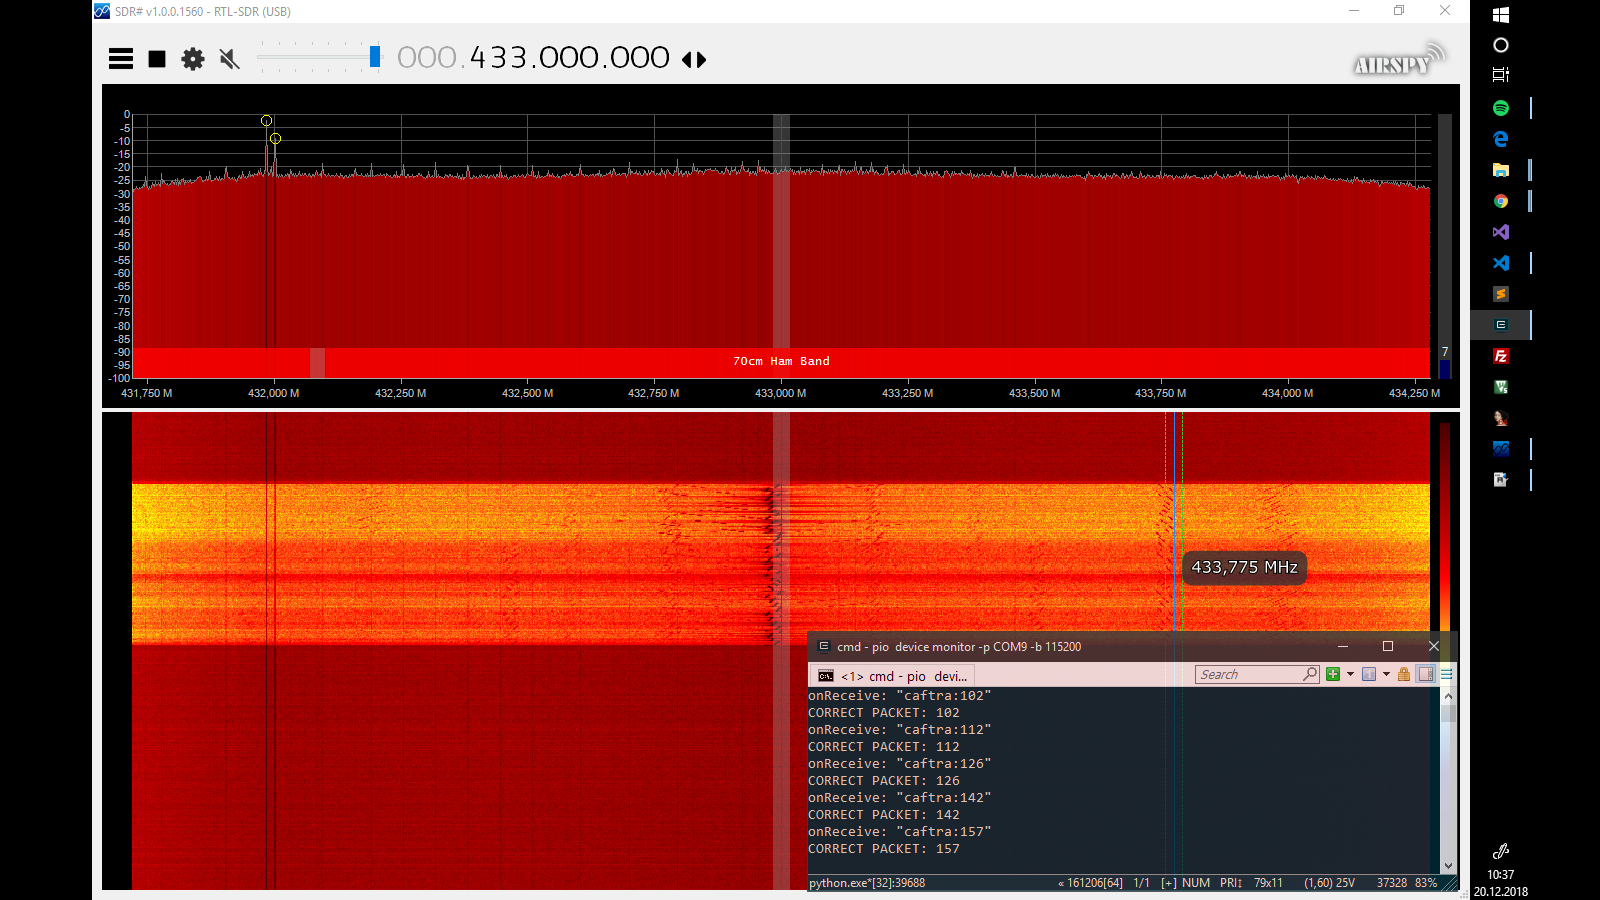 SDR# v1.0.0.1560 - RTL-SDR (USB)
000.433.000.000
AIRSPY
0
-5
-10
-15
-20
-25
-30
-35
-40
-45
-50
-55
-60
-65
-70
-75
-80
-85
-90
-95
-100
7
70cm Ham Band
431,750 M
432,000 M
432,250 M
432,500 M
432,750 M
433,000 M
433,250 M
433,500 M
433,750 M
434,000 M
434,250 M
433,775 MHz
cmd - pio  device monitor -p COM9 -b 115200
<1> cmd - pio  devi...
Search
onReceive: "caftra:102"
CORRECT PACKET: 102
onReceive: "caftra:112"
CORRECT PACKET: 112
onReceive: "caftra:126"
CORRECT PACKET: 126
onReceive: "caftra:142"
CORRECT PACKET: 142
onReceive: "caftra:157"
CORRECT PACKET: 157
python.exe*[32]:39688 « 161206[64] 1/1 [+] NUM PRI↕ 79x11 (1,60) 25V 37328 83%
10:37
20.12.2018